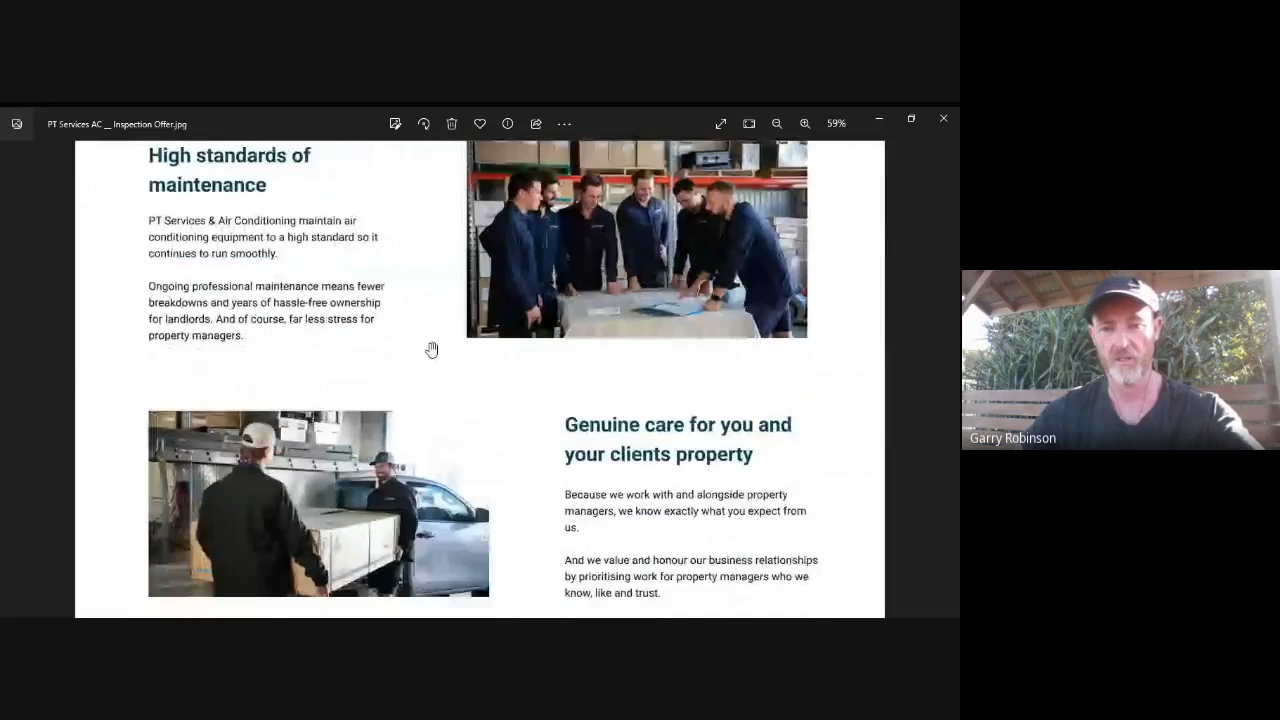 PT Services AC __ Inspection Offer.jpg
59%
High standards of
maintenance
PT Services & Air Conditioning maintain air
conditioning equipment to a high standard so it
continues to run smoothly.
Ongoing professional maintenance means fewer
breakdowns and years of hassle-free ownership
for landlords. And of course, far less stress for
property managers.
Genuine care for you and
your clients property
Because we work with and alongside property
managers, we know exactly what you expect from
us.
And we value and honour our business relationships
by prioritising work for property managers who we
know, like and trust.
Garry Robinson